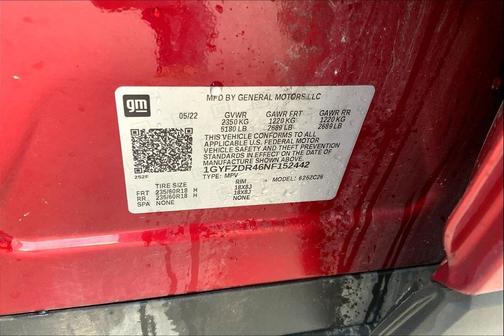 gm
MFD BY GENERAL MOTORS LLC
05/22 GVWR GAWR FRT GAWR RR
2350 KG 1220 KG 1220 KG
5180 LB 2689 LB 2689 LB
THIS VEHICLE CONFORMS TO ALL
APPLICABLE U.S. FEDERAL MOTOR
VEHICLE SAFETY AND THEFT PREVENTION
STANDARDS IN EFFECT ON THE DATE OF
MANUFACTURE SHOWN ABOVE.
1GYFZDR46NF152442
TYPE: MPV MODEL: 6252C26
TIRE SIZE RIM
FRT 235/60R18 H 18X8J
RR 235/60R18 H 18X8J
SPA NONE NONE